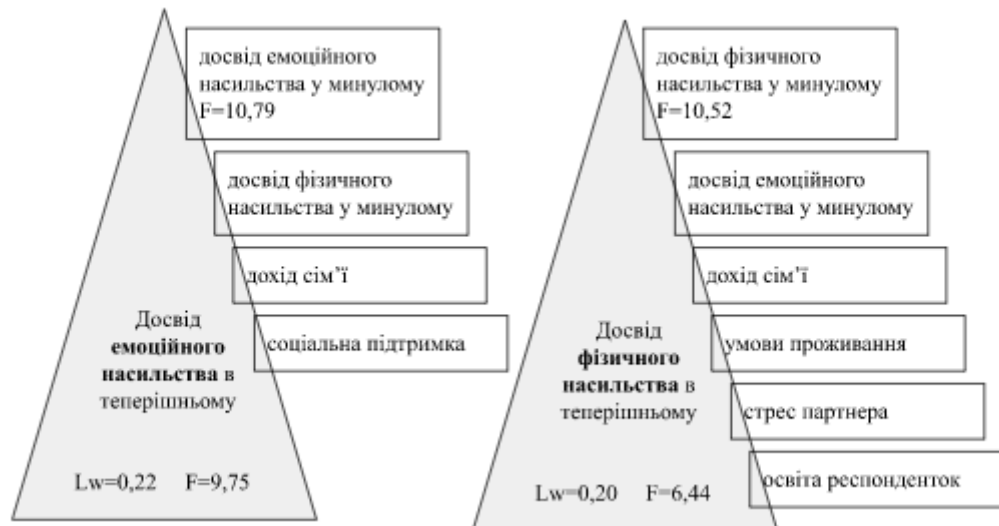 досвід емоційного
насильства у минулому
F=10,79
досвід фізичного
насильства у минулому
дохід сім’ї
соціальна підтримка
Досвід
емоційного
насильства в
теперішньому
Lw=0,22 F=9,75
досвід фізичного
насильства у минулому
F=10,52
досвід емоційного
насильства у минулому
дохід сім’ї
умови проживання
стрес партнера
освіта респонденток
Досвід
фізичного
насильства в
теперішньому
Lw=0,20 F=6,44